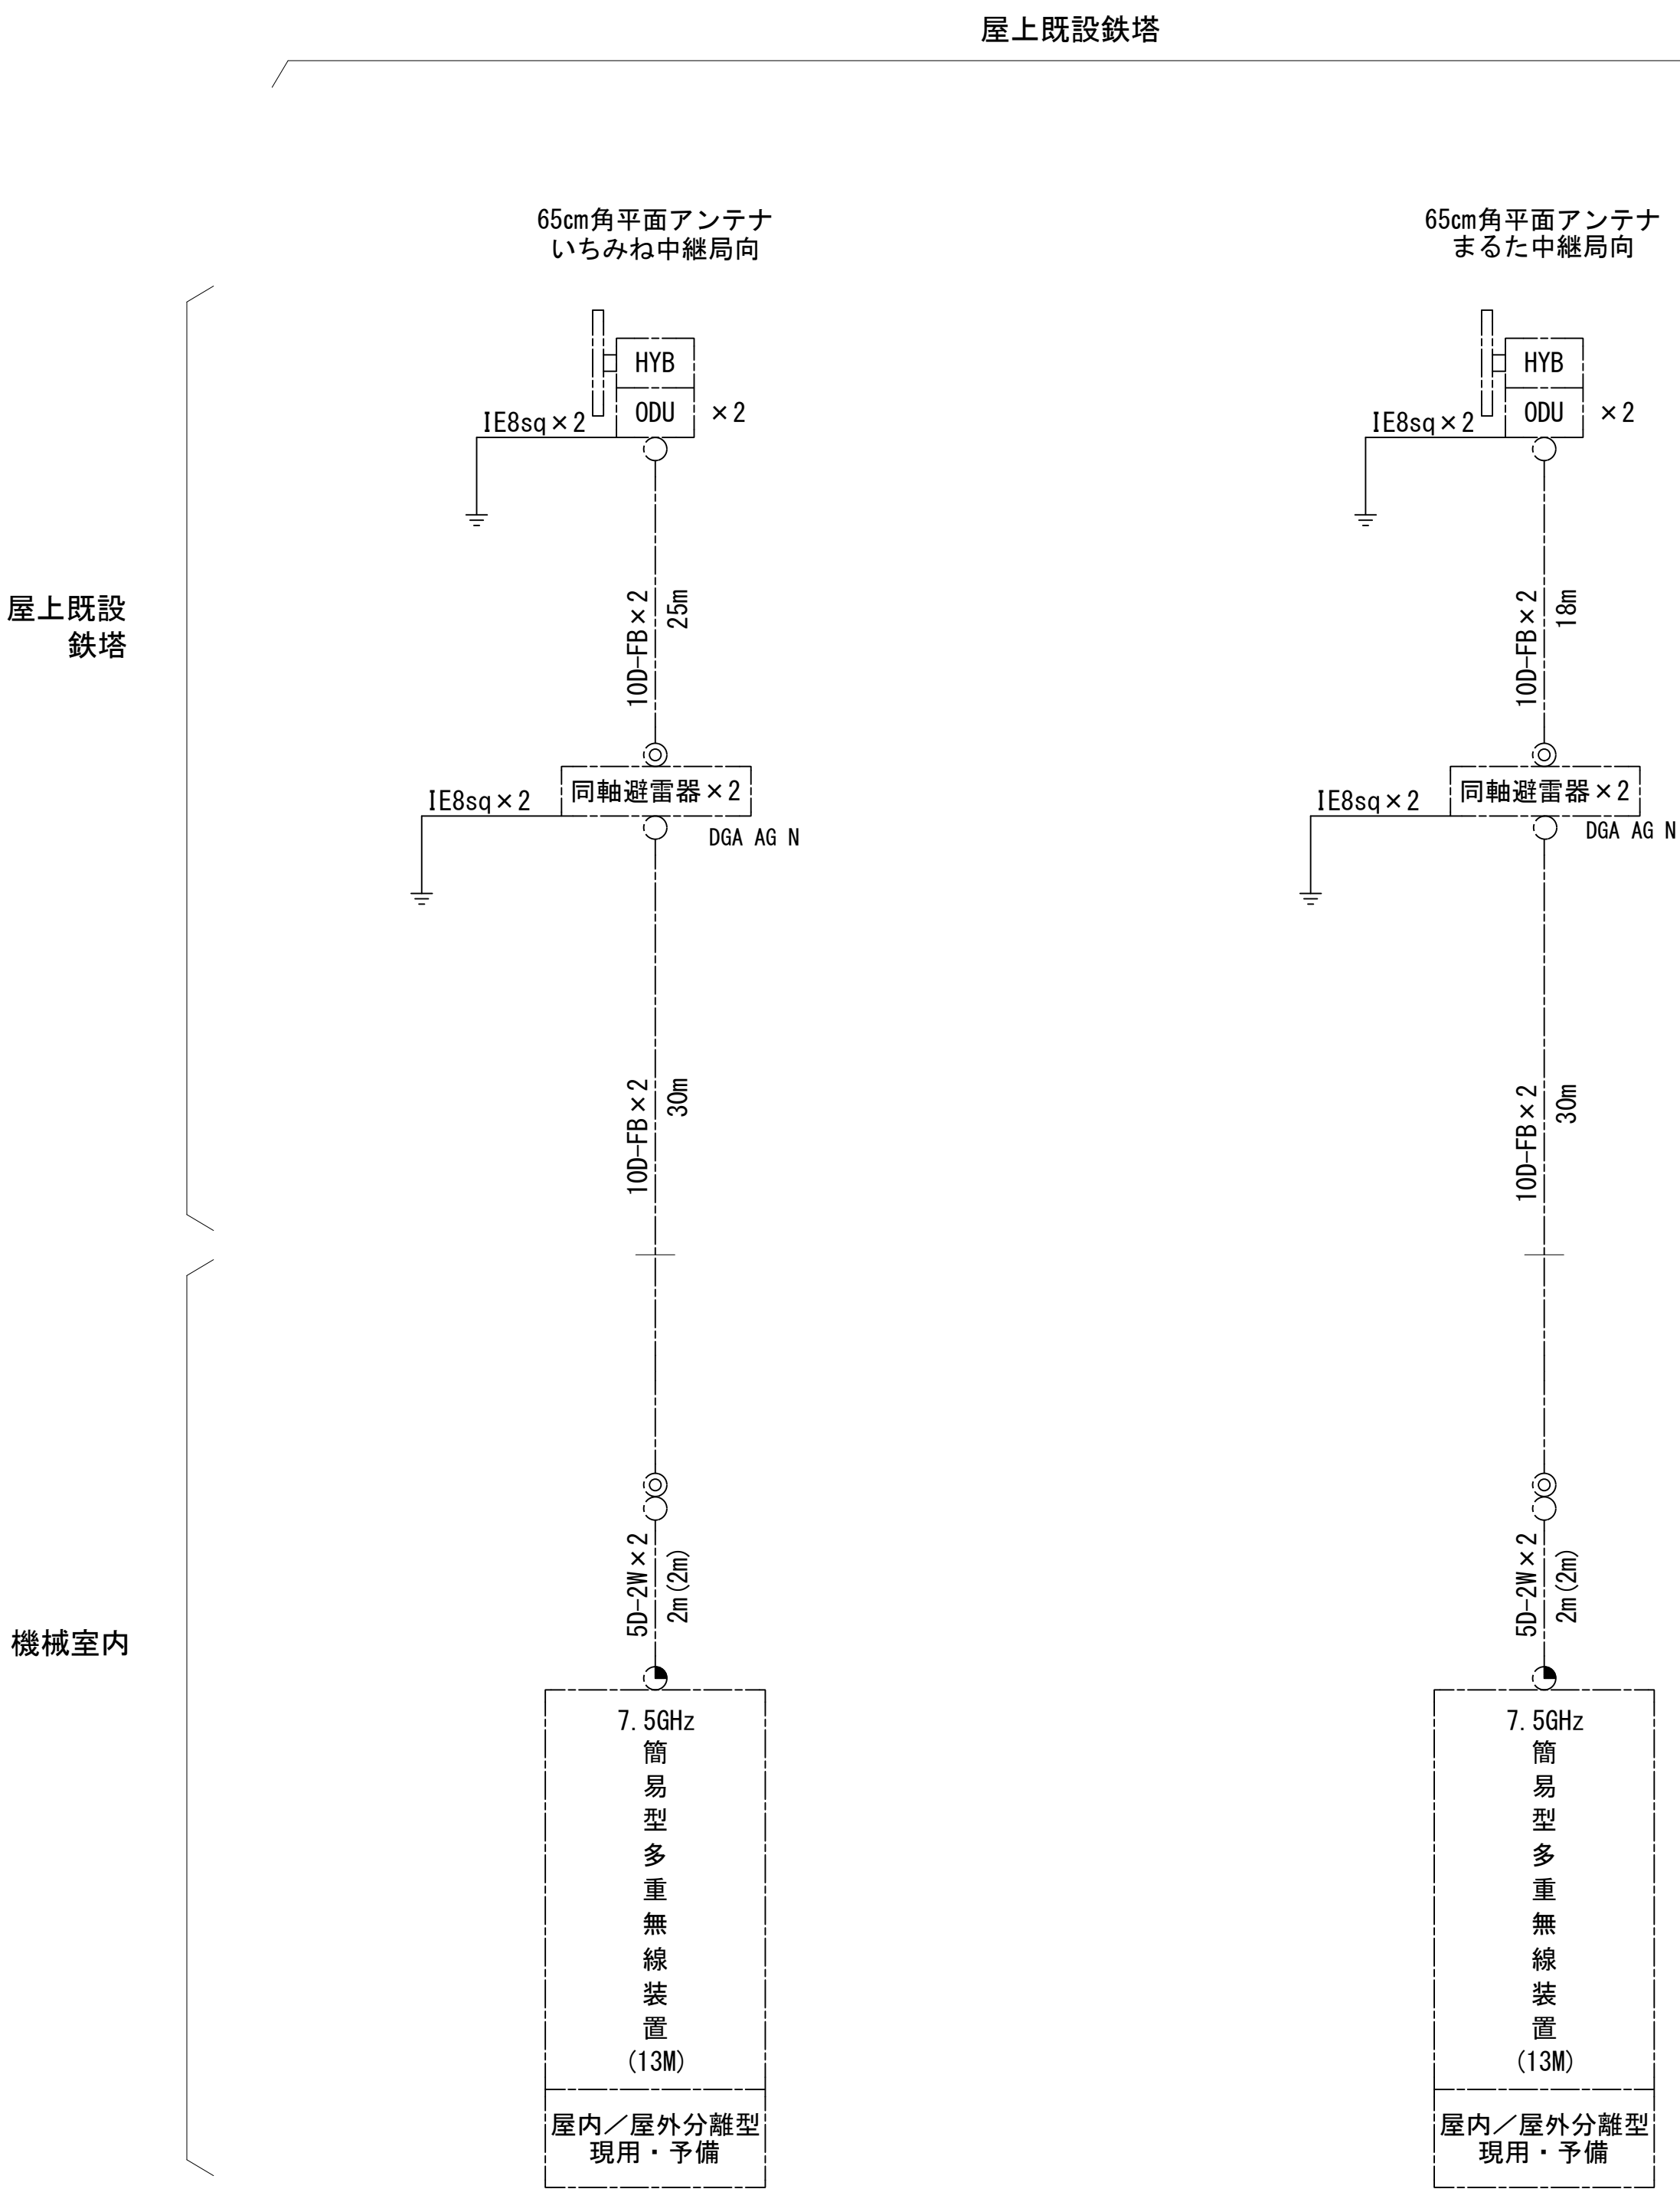 屋上既設鉄塔
65cm角平面アンテナ
いちみね中継局向
HYB
ODU
×2
IE8sq×2
10D-FB×2
25m
同軸避雷器×2
IE8sq×2
DGA AG N
10D-FB×2
30m
5D-2W×2
2m(2m)
7.5GHz
簡易型多重無線装置
(13M)
屋内／屋外分離型
現用・予備
65cm角平面アンテナ
まるた中継局向
HYB
ODU
×2
IE8sq×2
10D-FB×2
18m
同軸避雷器×2
IE8sq×2
DGA AG N
10D-FB×2
30m
5D-2W×2
2m(2m)
7.5GHz
簡易型多重無線装置
(13M)
屋内／屋外分離型
現用・予備
屋上既設
鉄塔
機械室内